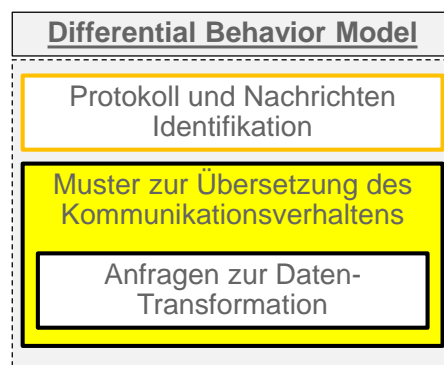 Differential Behavior Model
Protokoll und Nachrichten
Identifikation
Muster zur Übersetzung des
Kommunikationsverhaltens
Anfragen zur Daten-
Transformation